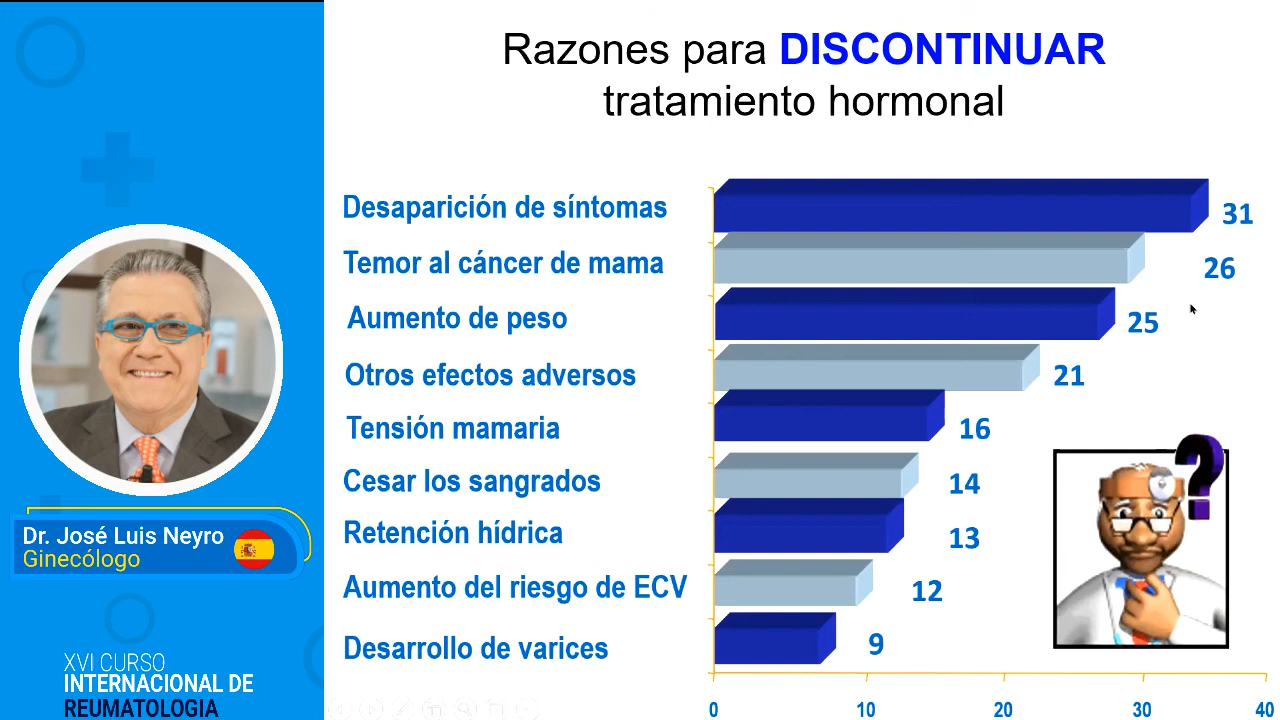 Razones para DISCONTINUAR
tratamiento hormonal
Desaparición de síntomas
31
Temor al cáncer de mama
26
Aumento de peso
25
Otros efectos adversos
21
Tensión mamaria
16
Cesar los sangrados
14
Retención hídrica
13
Aumento del riesgo de ECV
12
Desarrollo de varices
9
0 10 20 30 40
?
Dr. José Luis Neyro
Ginecólogo
XVI CURSO
INTERNACIONAL DE
REUMATOLOGIA